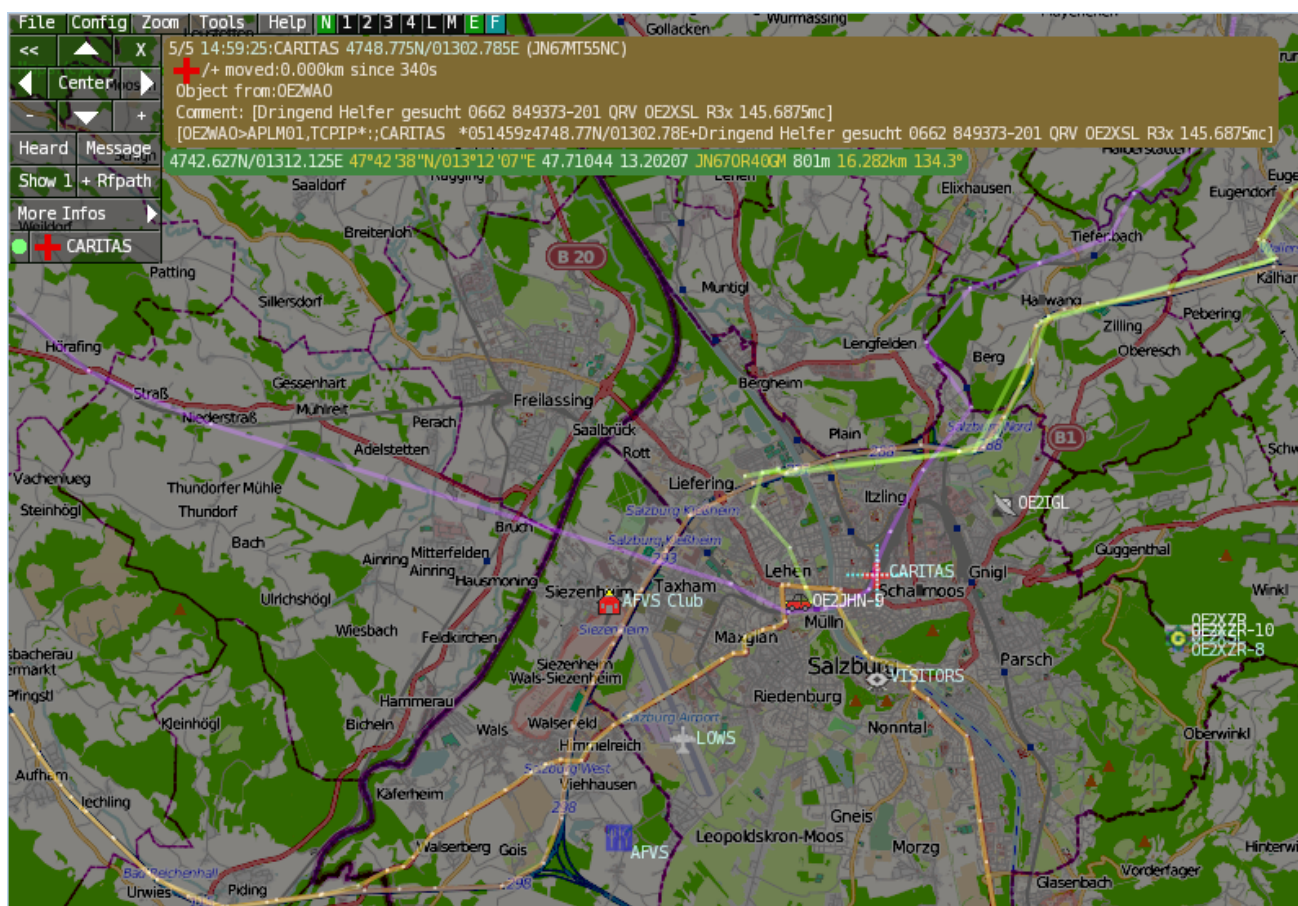 File Config Zoom Tools Help N 1 2 3 4 L M E F
Gollacken
Wurmassing
<< X
Center
- +
Heard Message
Show 1 + Rfpath
More Infos
CARITAS
5/5 14:59:25:CARITAS 4748.775N/01302.785E (JN67MT55NC)
/+ moved:0.000km since 340s
Object from:OE2WAO
Comment: [Dringend Helfer gesucht 0662 849373-201 QRV OE2XSL R3x 145.6875mc]
[OE2WAO>APLM01,TCPIP*:;CARITAS *051459z4748.77N/01302.78E+Dringend Helfer gesucht 0662 849373-201 QRV OE2XSL R3x 145.6875mc]
4742.627N/01312.125E 47°42'38"N/013°12'07"E 47.71044 13.20207 JN67OR40GM 801m 16.282km 134.3°
Saaldorf
Elixhausen
Eugendorf
Breitenloh
Tiefenbach
B 20
Patting
Kalham
Muntigl
Sillersdorf
Hallwang
Pebering
Zilling
Hörafing
Lengfelden
Oberesch
Berg
Gessenhart
Bergheim
Straß
Freilassing
Mühlreit
Niederstraß
Perach
Salzburg Nord
Saalbrück
Plain
B1
Adelstetten
Rott
288
288
Vachenlueg
Liefering
Thundorfer Mühle
Itzling
Steinhögl
Thundorf
Salzburg Kleßheim
OE2IGL
Bruch
Bach
Salzburg Kleßheim
Mitterfelden
293
Guggenthal
Ainring
Ainring
Lehen
CARITAS
Gnigl
Hausmoning
Taxham
Winkl
Siezenheim
Schallmoos
Ulrichshögl
AFVS Club
OE2JHN-9
Mülln
OE2XZR
Wiesbach
Siezenheim
OE2XZR-10
Feldkirchen
Maxglan
OE2XZR-8
Siezenheim
Salzburg
Parsch
Wals-Siezenheim
VISITORS
Riedenburg
Hammerau
Kleinhögl
Bicheln
Wals
Walserfeld
Salzburg Airport
Nonntal
LOWS
Oberwinkl
Himmelreich
Salzburg West
Aufham
Viehhausen
Jechling
Käferheim
298
Gneis
Leopoldskron-Moos
Walserberg
Gois
AFVS
Morzg
Bad Reichenhall
Vorderfager
298
Urwies
Piding
Glasenbach